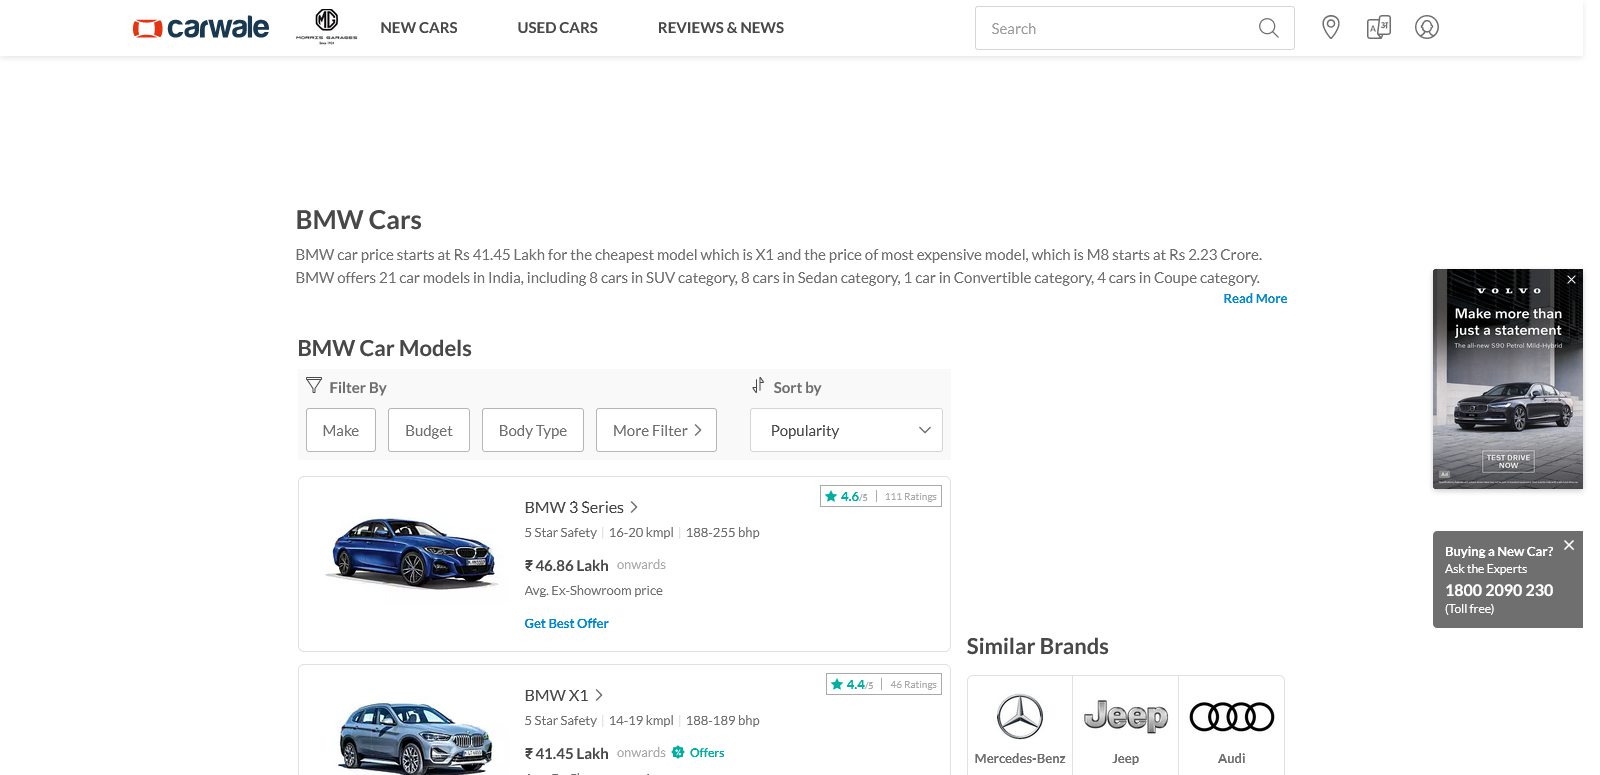 carwale
MG
MORRIS GARAGES
Since 1924
NEW CARS
USED CARS
REVIEWS & NEWS
Search
BMW Cars
BMW car price starts at Rs 41.45 Lakh for the cheapest model which is X1 and the price of most expensive model, which is M8 starts at Rs 2.23 Crore.
BMW offers 21 car models in India, including 8 cars in SUV category, 8 cars in Sedan category, 1 car in Convertible category, 4 cars in Coupe category.
Read More
VOLVO
Make more than
just a statement
The all-new S90 Petrol Mild-Hybrid
TEST DRIVE
NOW
Ad
BMW Car Models
Filter By
Sort by
Make
Budget
Body Type
More Filter
Popularity
BMW 3 Series
4.6/5 | 111 Ratings
5 Star Safety | 16-20 kmpl | 188-255 bhp
₹ 46.86 Lakh onwards
Avg. Ex-Showroom price
Get Best Offer
Buying a New Car?
Ask the Experts
1800 2090 230
(Toll free)
BMW X1
4.4/5 | 46 Ratings
5 Star Safety | 14-19 kmpl | 188-189 bhp
₹ 41.45 Lakh onwards Offers
Similar Brands
Jeep
Mercedes-Benz
Jeep
Audi